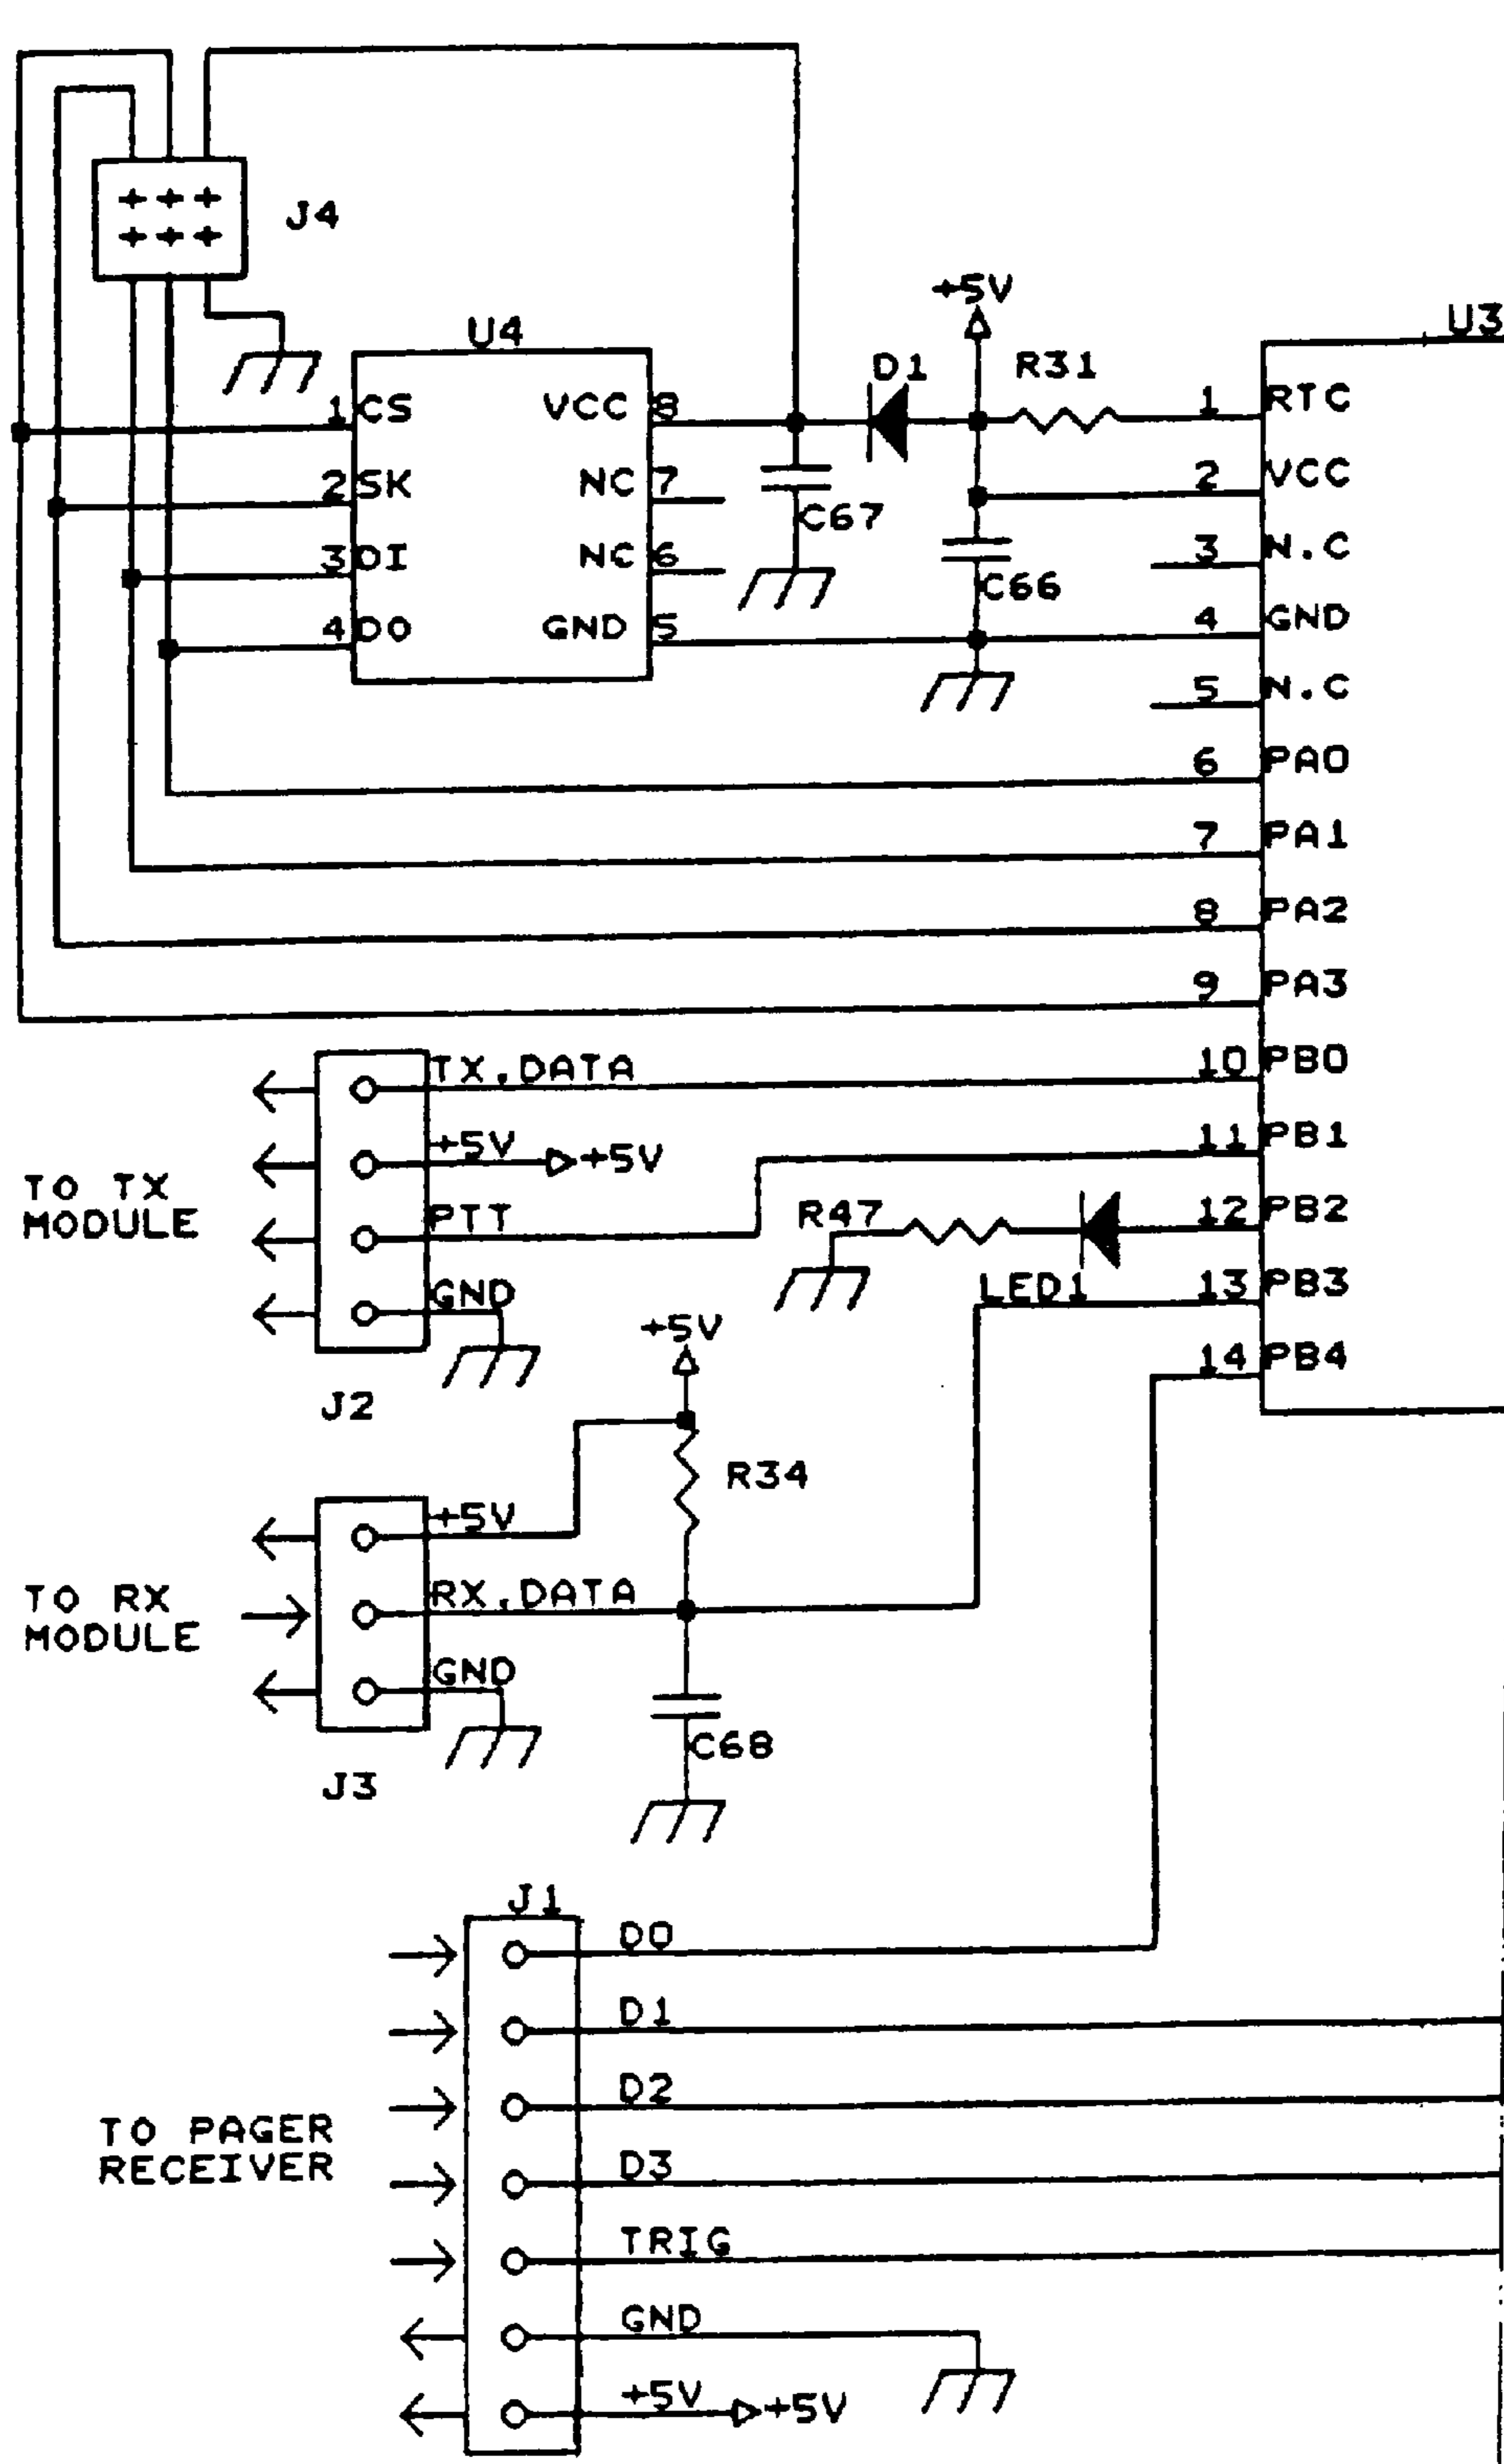 J4
+5V
U4
U3
D1
R31
1 CS
VCC 8
1 RTC
2 SK
NC 7
2 VCC
C67
3 DI
NC 6
3 N.C
C66
4 DO
GND 5
4 GND
5 N.C
6 PA0
7 PA1
8 PA2
9 PA3
TX.DATA
10 PB0
+5V
+5V
11 PB1
TO TX
MODULE
PTT
R47
12 PB2
GND
LED1
13 PB3
+5V
14 PB4
J2
R34
+5V
TO RX
MODULE
RX.DATA
GND
C68
J3
J1
D0
D1
D2
TO PAGER
RECEIVER
D3
TRIG
GND
+5V
+5V